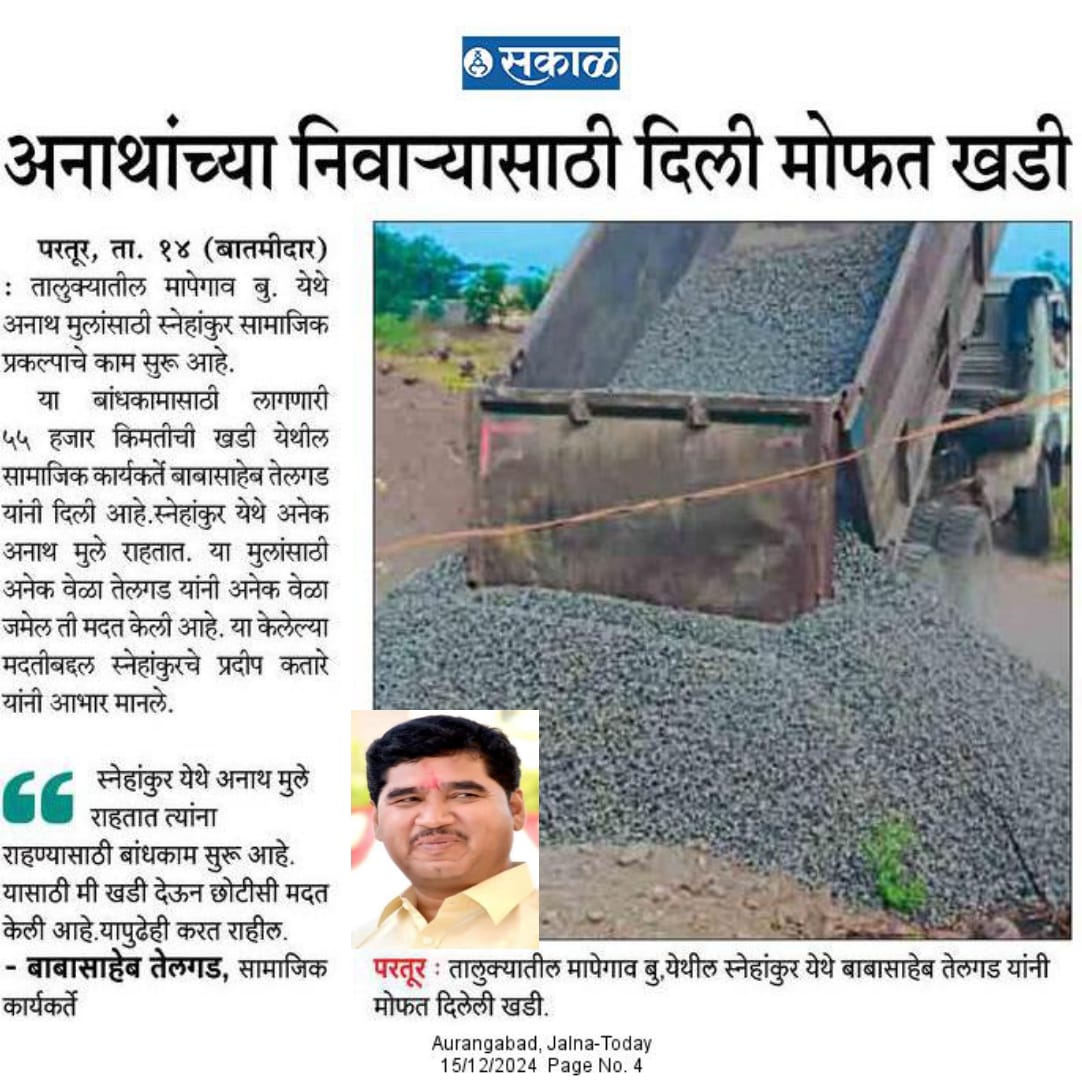 सकाळ
अनाथांच्या निवाऱ्यासाठी दिली मोफत खडी
परतूर, ता. १४ (बातमीदार)
: तालुक्यातील मापेगाव बु. येथे
अनाथ मुलांसाठी स्नेहांकुर सामाजिक
प्रकल्पाचे काम सुरू आहे.
या बांधकामासाठी लागणारी
५५ हजार किमतीची खडी येथील
सामाजिक कार्यकर्ते बाबासाहेब तेलगड
यांनी दिली आहे.स्नेहांकुर येथे अनेक
अनाथ मुले राहतात. या मुलांसाठी
अनेक वेळा तेलगड यांनी अनेक वेळा
जमेल ती मदत केली आहे. या केलेल्या
मदतीबद्दल स्नेहांकुरचे प्रदीप कतारे
यांनी आभार मानले.
“ स्नेहांकुर येथे अनाथ मुले
राहतात त्यांना
राहण्यासाठी बांधकाम सुरू आहे.
यासाठी मी खडी देऊन छोटीसी मदत
केली आहे.यापुढेही करत राहील.
- बाबासाहेब तेलगड, सामाजिक
कार्यकर्ते
परतूर : तालुक्यातील मापेगाव बु,येथील स्नेहांकुर येथे बाबासाहेब तेलगड यांनी
मोफत दिलेली खडी.
Aurangabad, Jalna-Today
15/12/2024 Page No. 4